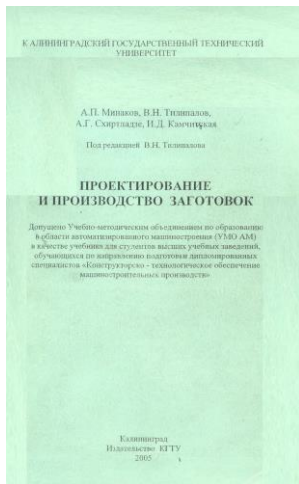 КАЛИНИНГРАДСКИЙ ГОСУДАРСТВЕННЫЙ ТЕХНИЧЕСКИЙ
УНИВЕРСИТЕТ
А.П. Минаков, В.Н. Тилипалов,
А.Г. Схиртладзе, И.Д. Камчицкая
Под редакцией В.Н. Тилипалова
ПРОЕКТИРОВАНИЕ
И ПРОИЗВОДСТВО ЗАГОТОВОК
Допущено Учебно-методическим объединением по образованию
в области автоматизированного машиностроения (УМО АМ)
в качестве учебника для студентов высших учебных заведений,
обучающихся по направлению подготовки дипломированных
специалистов «Конструкторско - технологическое обеспечение
машиностроительных производств»
Калининград
Издательство КГТУ
2005